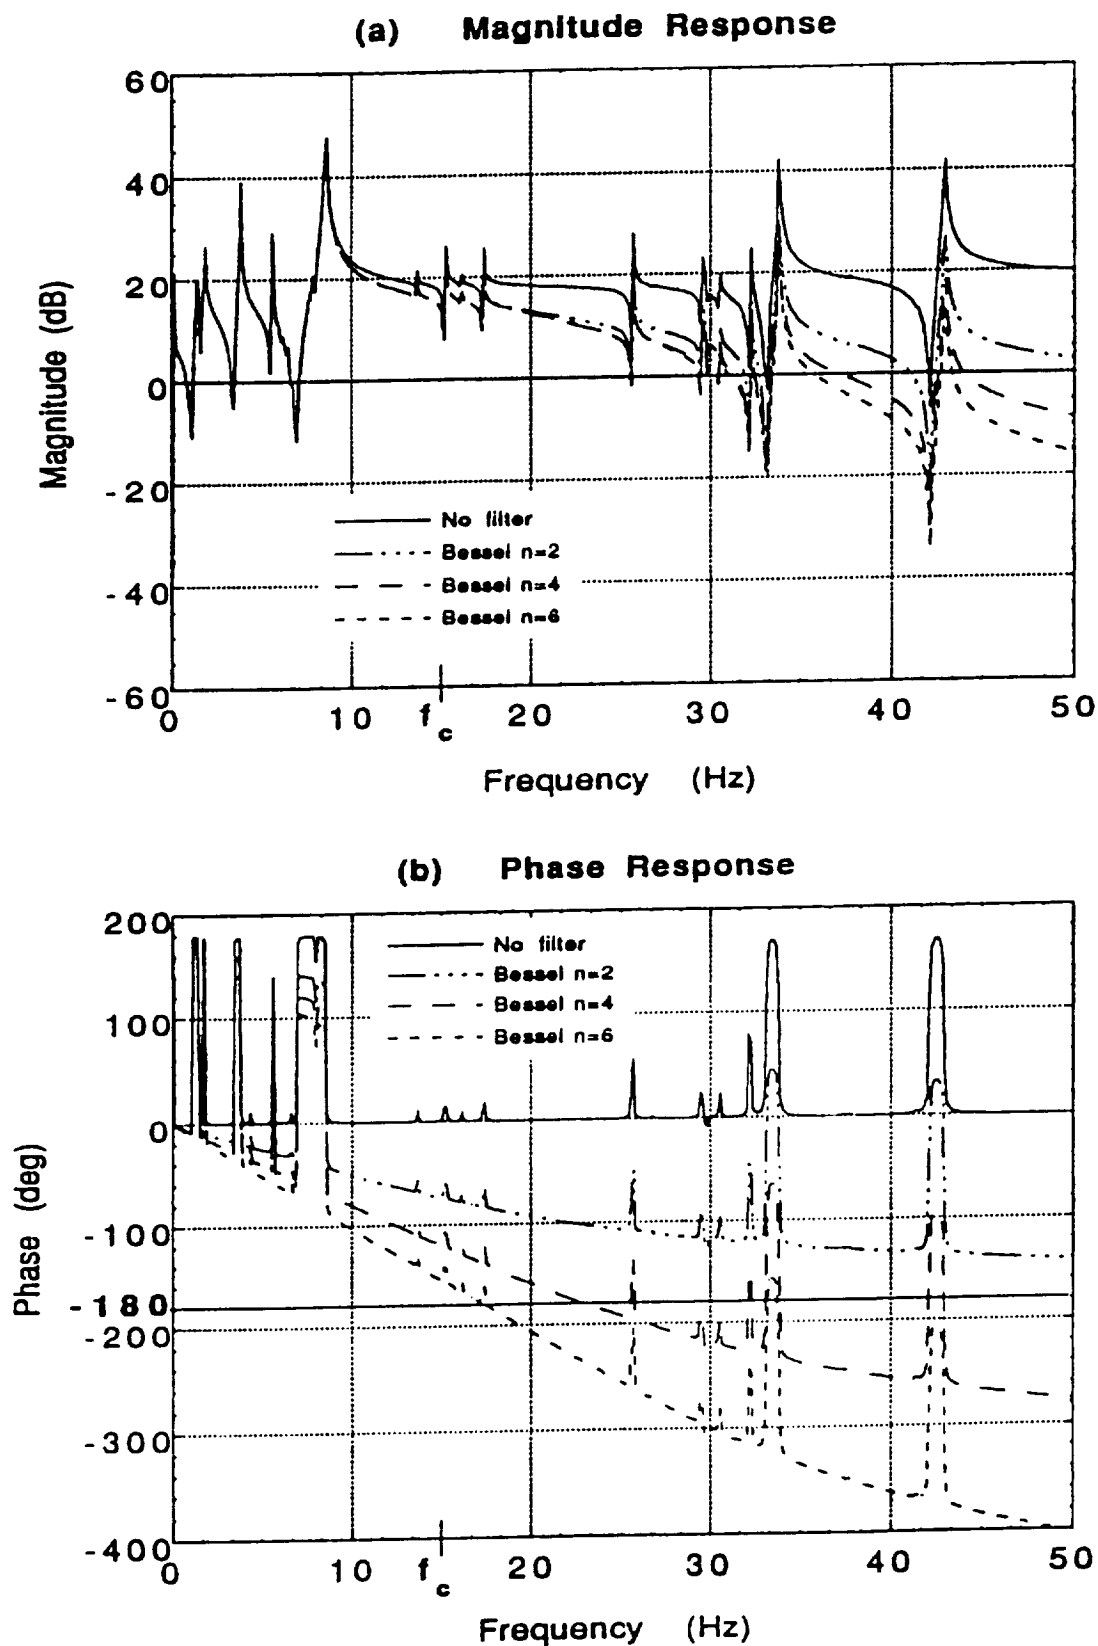 (a) Magnitude Response
60
40
20
0
-20
-40
-60
Magnitude (dB)
No filter
Bessel n=2
Bessel n=4
Bessel n=6
0 10 f c 20 30 40 50
Frequency (Hz)
(b) Phase Response
200
100
0
-100
-180
-200
-300
-400
Phase (deg)
No filter
Bessel n=2
Bessel n=4
Bessel n=6
0 10 f c 20 30 40 50
Frequency (Hz)